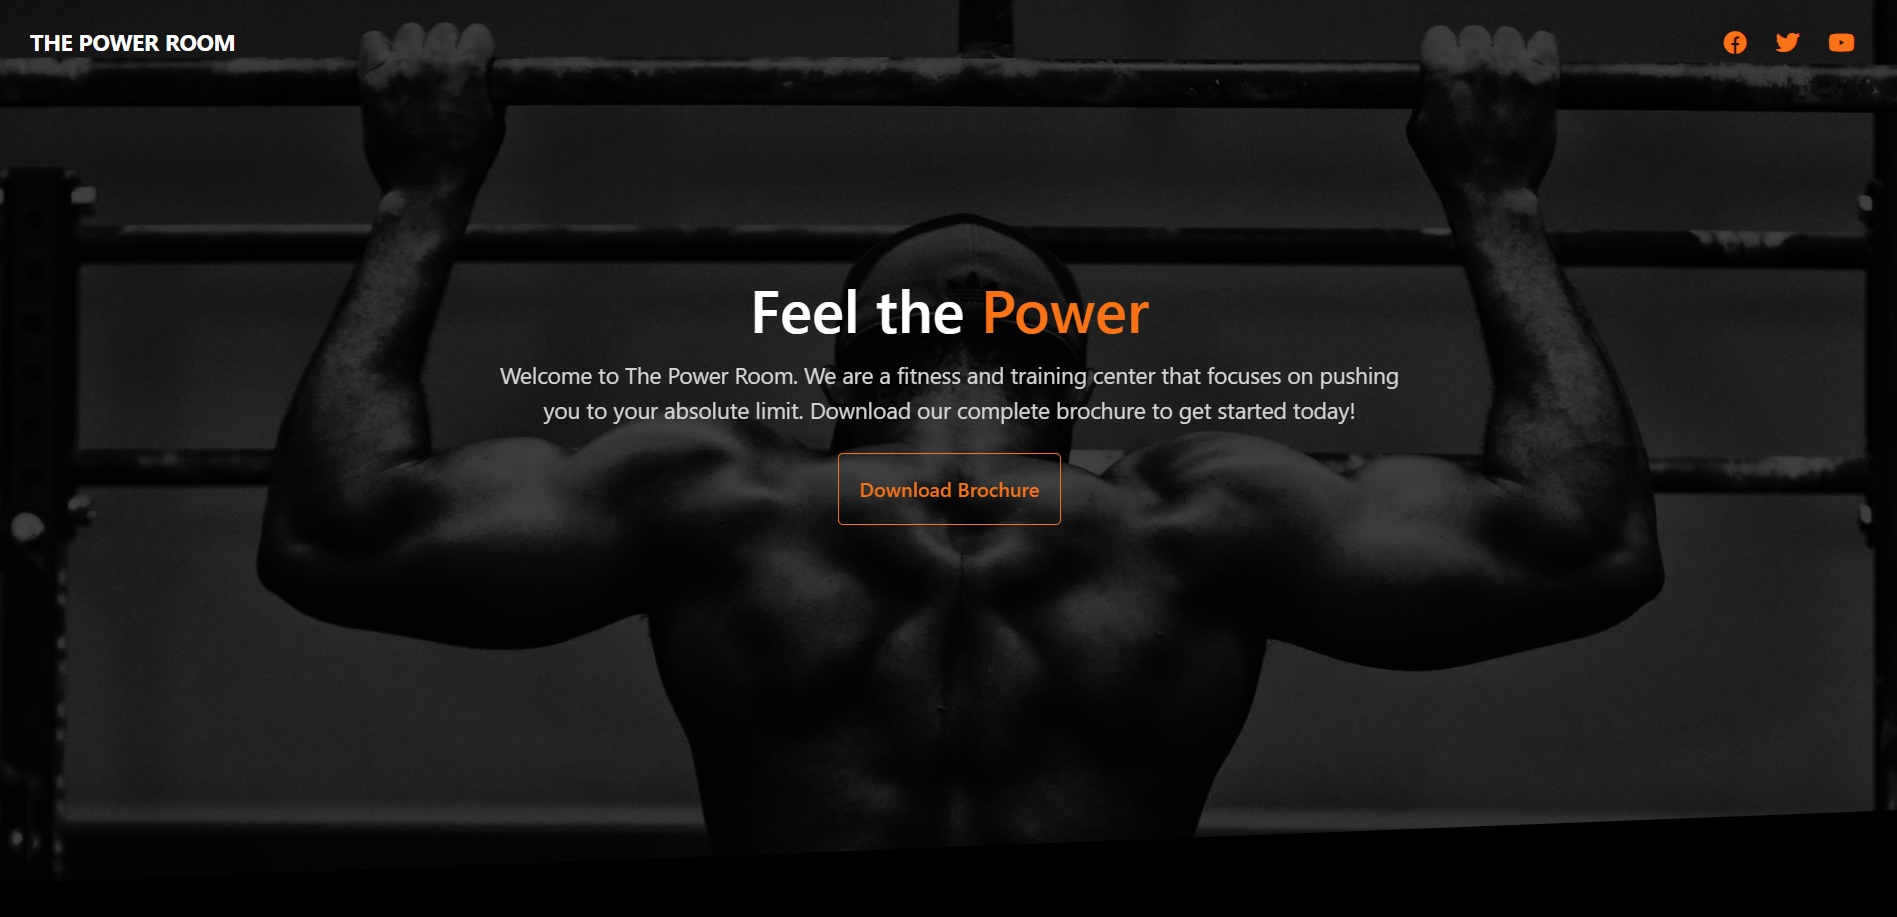 THE POWER ROOM
Feel the Power
Welcome to The Power Room. We are a fitness and training center that focuses on pushing
you to your absolute limit. Download our complete brochure to get started today!
Download Brochure